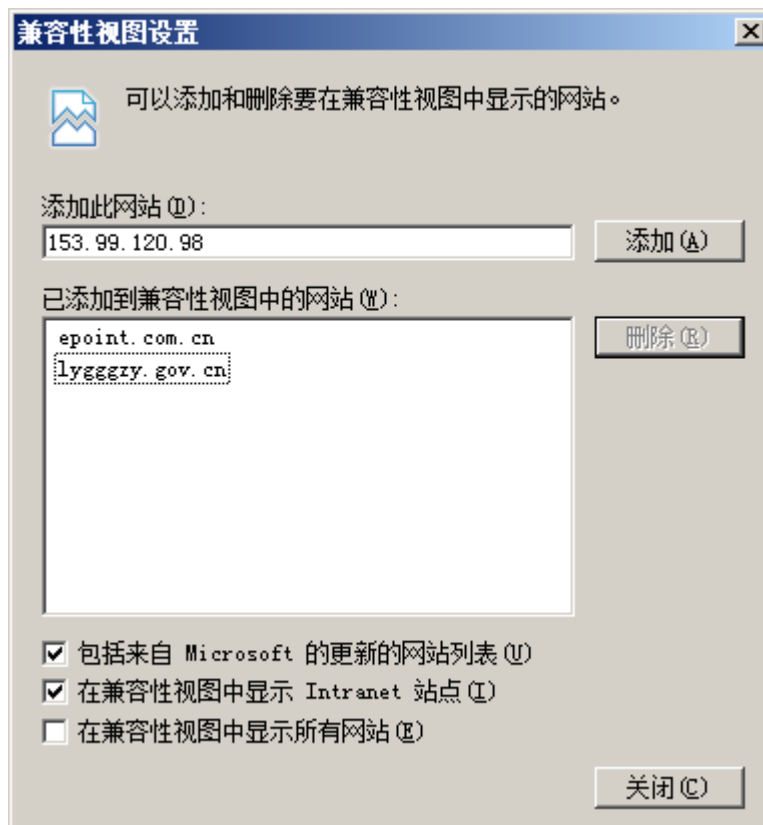 兼容性视图设置
可以添加和删除要在兼容性视图中显示的网站。
添加此网站(D):
153.99.120.98
添加(A)
已添加到兼容性视图中的网站(W):
epoint.com.cn
删除(R)
lygggzy.gov.cn
包括来自 Microsoft 的更新的网站列表(U)
在兼容性视图中显示 Intranet 站点(I)
在兼容性视图中显示所有网站(E)
关闭(C)